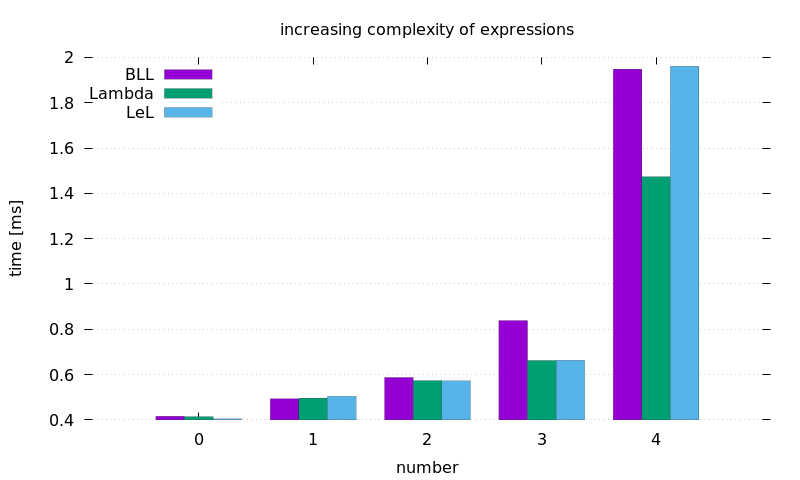 increasing complexity of expressions
BLL
Lambda
LeL
2
1.8
1.6
1.4
1.2
1
0.8
0.6
0.4
time [ms]
0 1 2 3 4
number